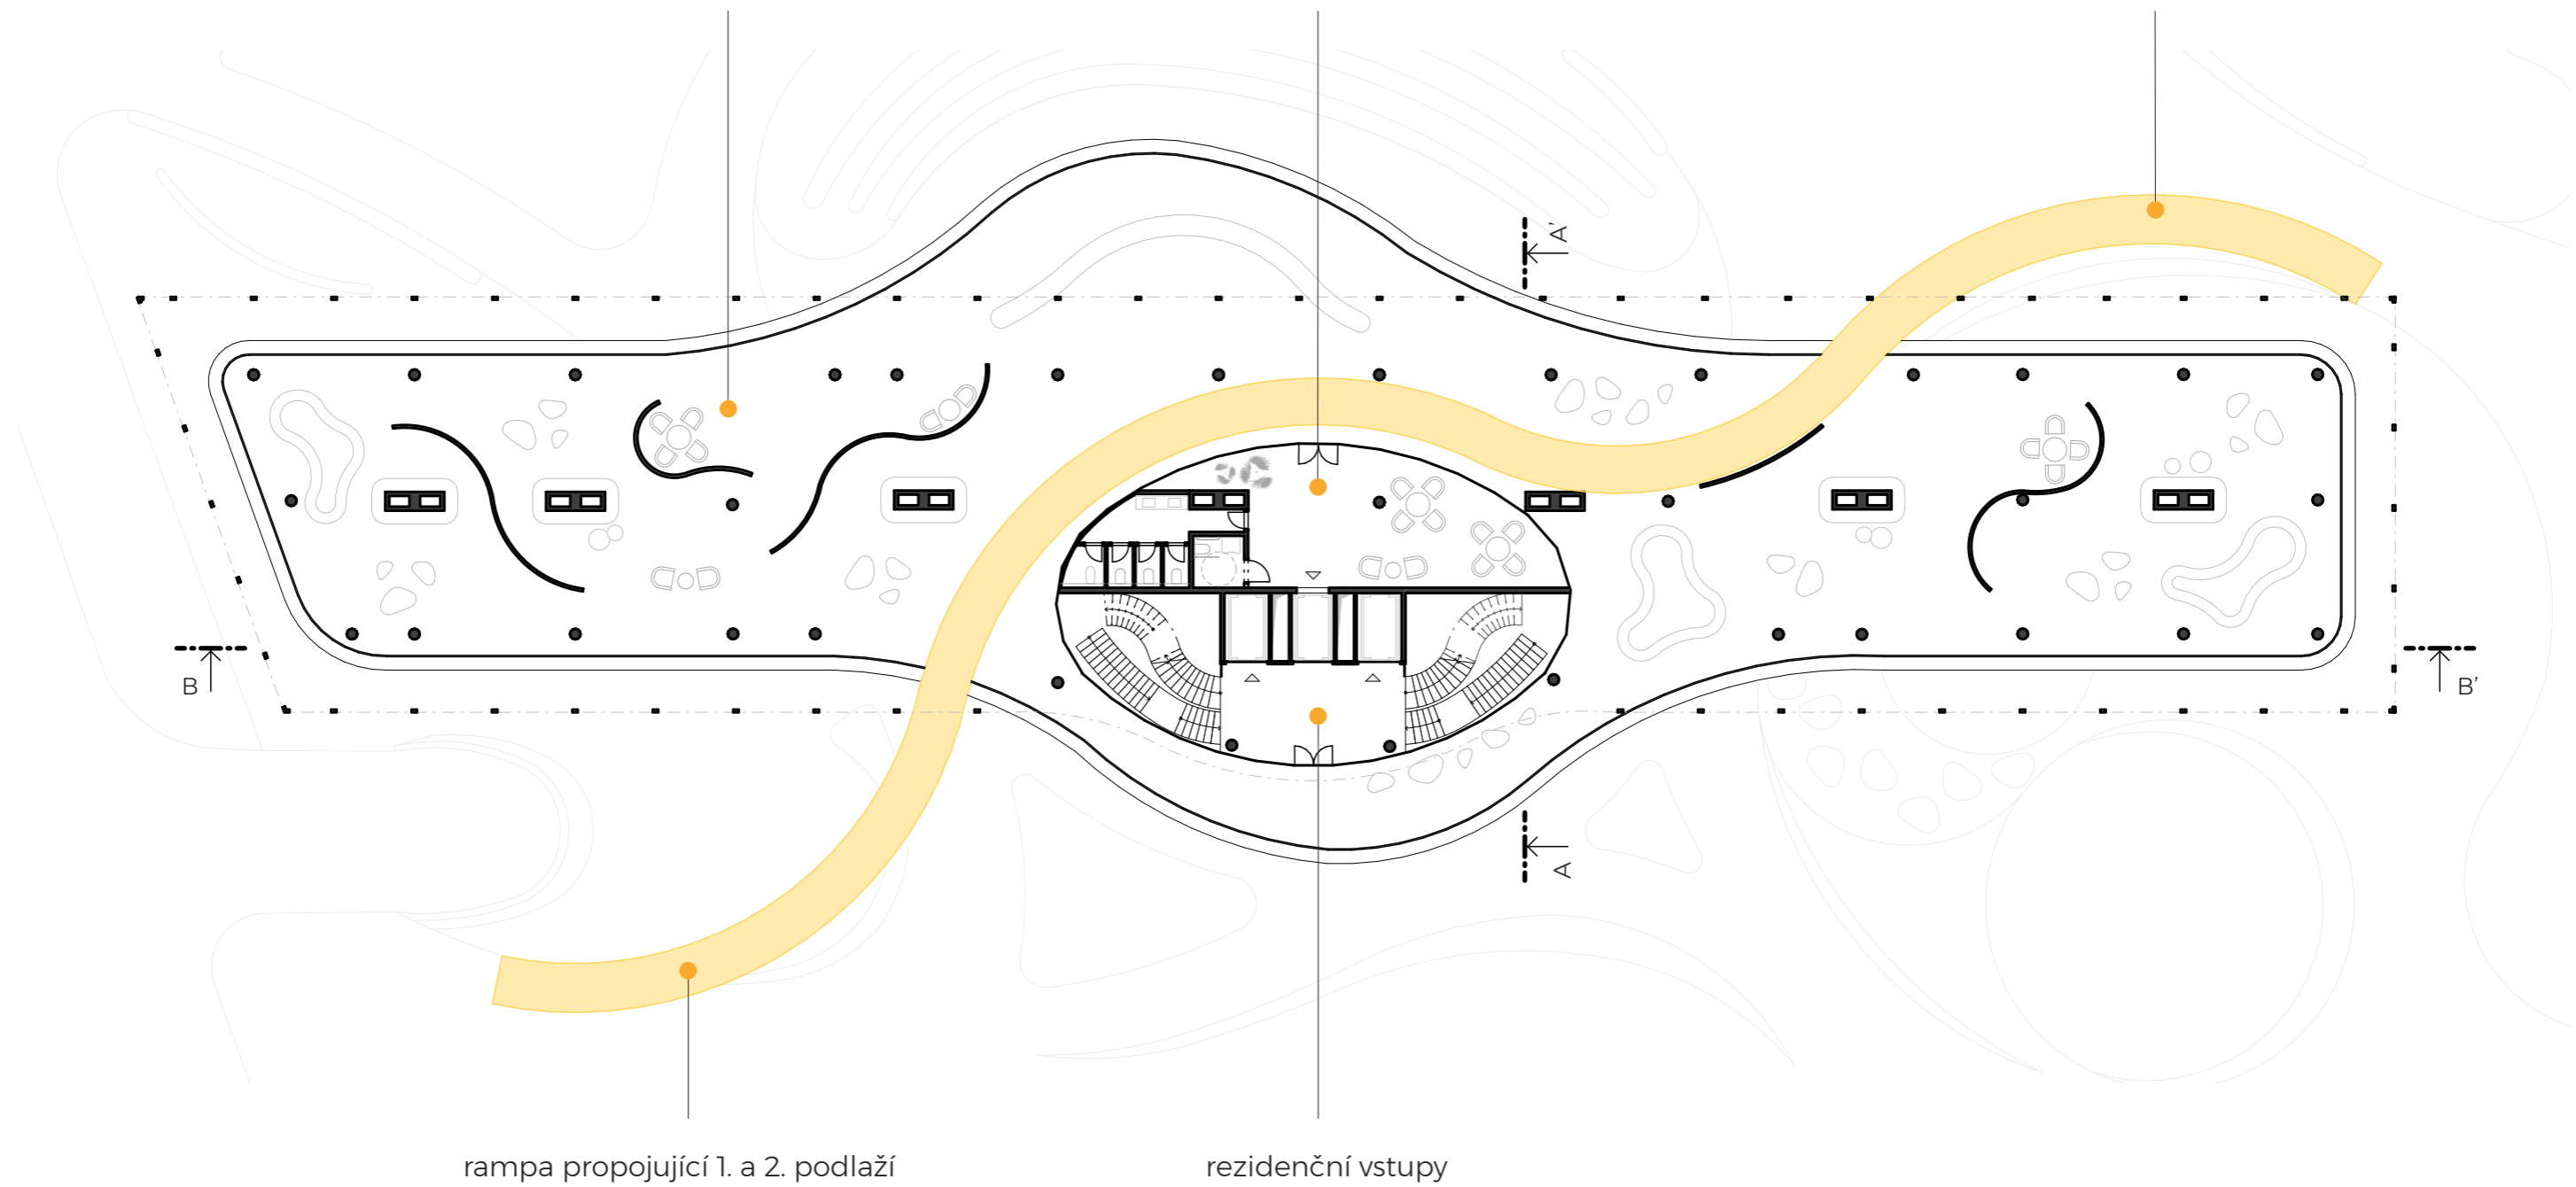 A'
B
B'
A
rampa propojující 1. a 2. podlaží
rezidenční vstupy